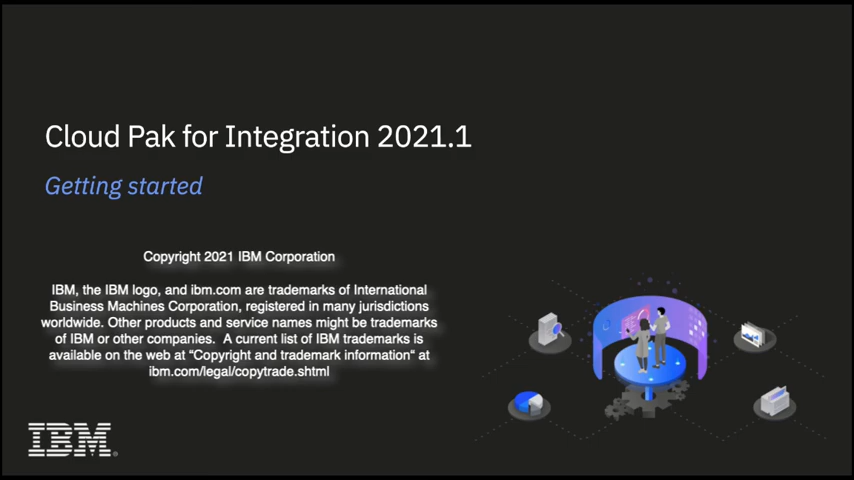 Cloud Pak for Integration 2021.1
Getting started
Copyright 2021 IBM Corporation
IBM, the IBM logo, and ibm.com are trademarks of International
Business Machines Corporation, registered in many jurisdictions
worldwide. Other products and service names might be trademarks
of IBM or other companies.  A current list of IBM trademarks is
available on the web at “Copyright and trademark information“ at
ibm.com/legal/copytrade.shtml
IBM®